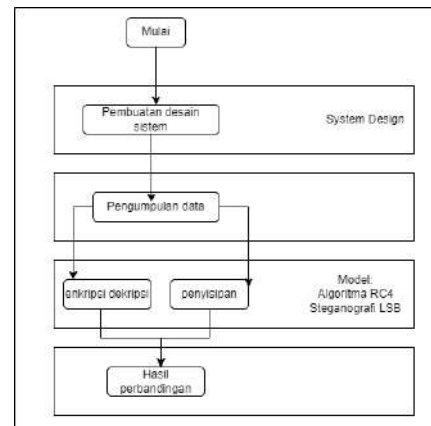 Mulai
Pembuatan desain
sistem
System Design
Pengumpulan data
enkripsi dekripsi
penyisipan
Model:
Algoritma RC4
Steganografi LSB
Hasil
perbandingan